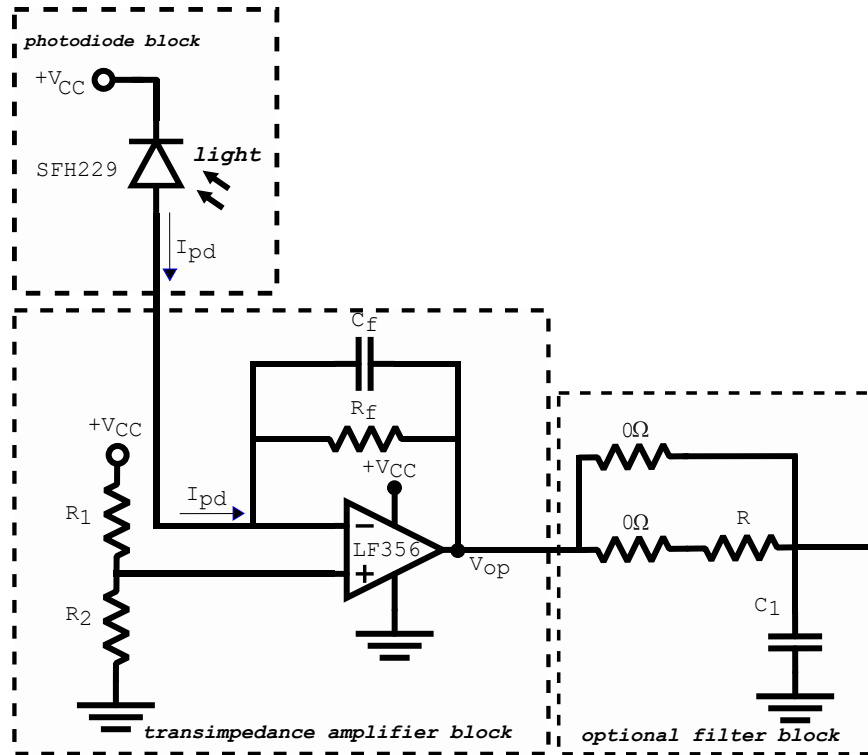 photodiode block
+VCC
SFH229
light
Ipd
Cf
Rf
+VCC
+VCC
Ipd
R1
LF356
−
+
Vop
R2
transimpedance amplifier block
0Ω
0Ω
R
C1
optional filter block